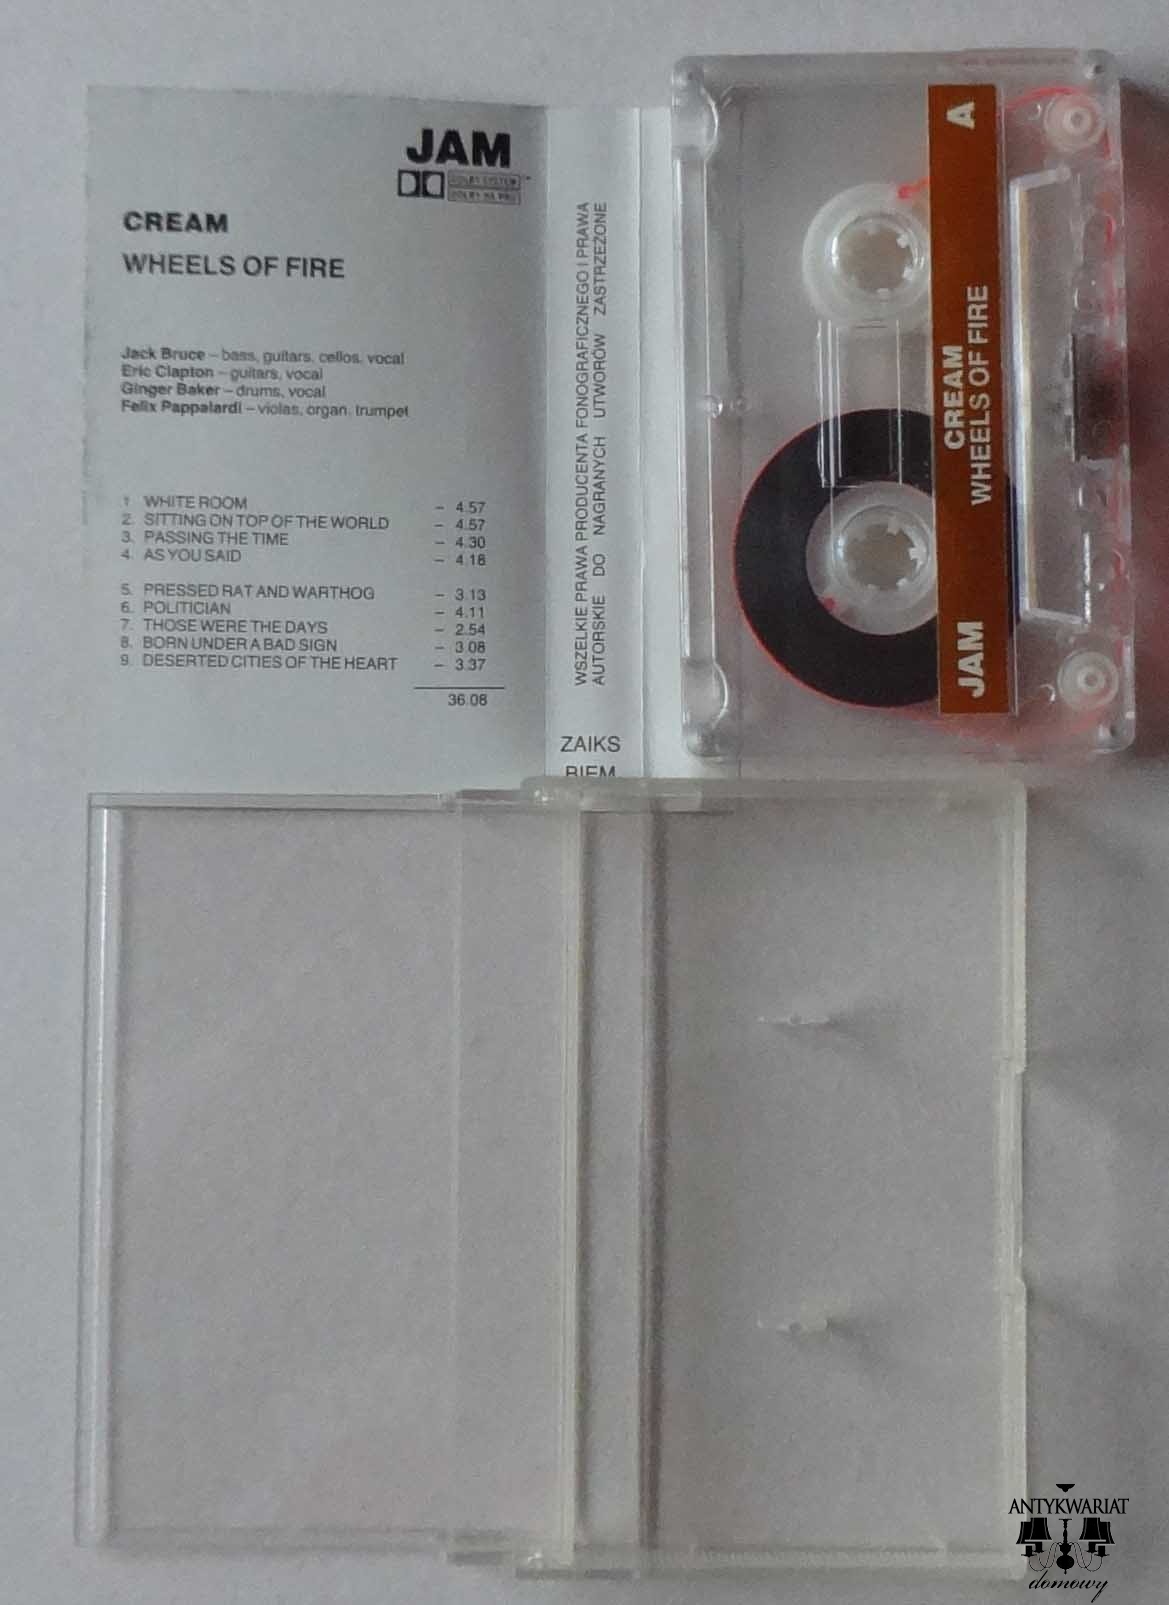 JAM
DOLBY SYSTEM
DOLBY HX PRO
CREAM
WHEELS OF FIRE
Jack Bruce – bass, guitars, cellos, vocal
Eric Clapton – guitars, vocal
Ginger Baker – drums, vocal
Felix Pappalardi – violas, organ, trumpet
1 WHITE ROOM – 4.57
2. SITTING ON TOP OF THE WORLD – 4.57
3. PASSING THE TIME – 4.30
4. AS YOU SAID – 4.18
5. PRESSED RAT AND WARTHOG – 3.13
6. POLITICIAN – 4.11
7. THOSE WERE THE DAYS – 2.54
8. BORN UNDER A BAD SIGN – 3.08
9. DESERTED CITIES OF THE HEART – 3.37
36.08
WSZELKIE PRAWA PRODUCENTA FONOGRAFICZNEGO I PRAWA
AUTORSKIE DO NAGRANYCH UTWORÓW ZASTRZEŻONE
ZAIKS
BIEM
JAM
CREAM
WHEELS OF FIRE
A
ANTYKWARIAT
domowy